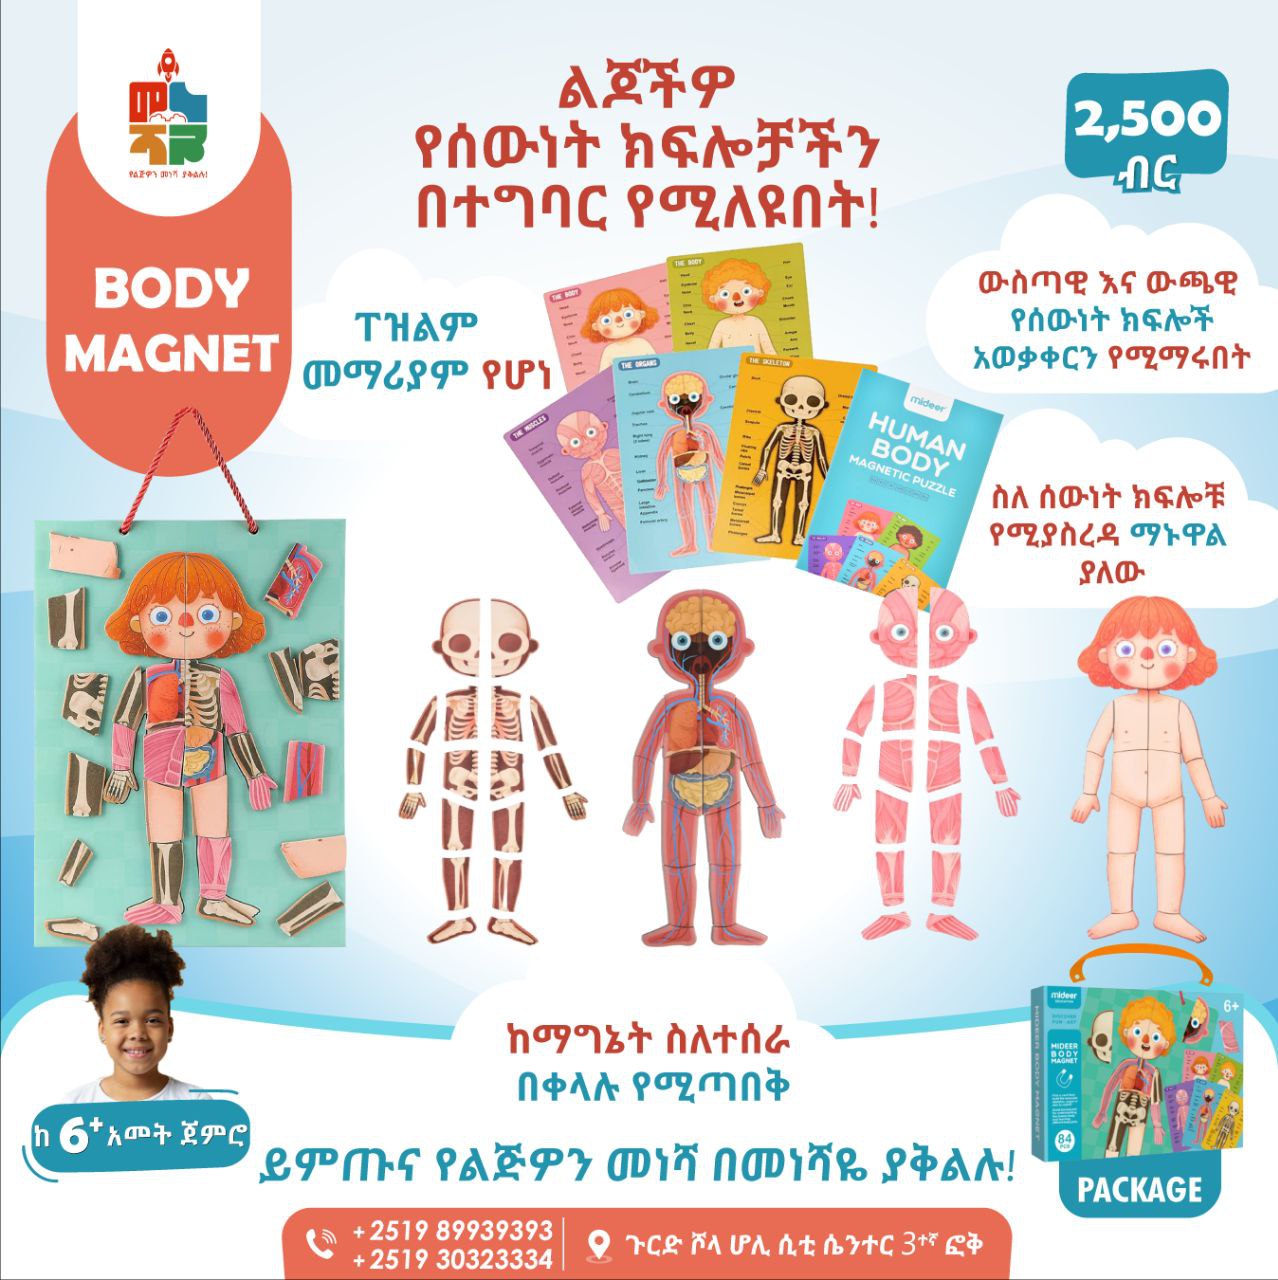 መነሻዬ
የልጅዎን መነሻ ያቅልሉ!
BODY
MAGNET
ልጆችዎ
የሰውነት ክፍሎቻችን
በተግባር የሚለዩበት!
2,500
ብር
ፐዝልም
መማሪያም የሆነ
ውስጣዊ እና ውጫዊ
የሰውነት ክፍሎች
አወቃቀርን የሚማሩበት
THE BODY
THE BODY
THE MUSCLES
THE ORGANS
THE SKELETON
mideer
HUMAN
BODY
MAGNETIC PUZZLE
ስለ ሰውነት ክፍሎቹ
የሚያስረዳ ማኑዋል
ያለው
ከማግኔት ስለተሰራ
በቀላሉ የሚጣበቅ
ከ 6+ አመት ጀምሮ
ይምጡና የልጅዎን መነሻ በመነሻዬ ያቅልሉ!
mideer
6+
MIDEER
BODY
MAGNET
84
MIDEER BODY MAGNET
PACKAGE
+2519 89939393
+2519 30323334
ጉርድ ሾላ ሆሊ ሲቲ ሴንተር 3ተኛ ፎቅ